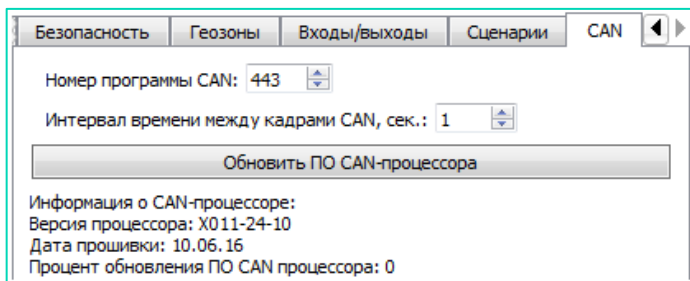 Безопасность Геозоны Входы/выходы Сценарии CAN
Номер программы CAN: 443
Интервал времени между кадрами CAN, сек.: 1
Обновить ПО CAN-процессора
Информация о CAN-процессоре:
Версия процессора: X011-24-10
Дата прошивки: 10.06.16
Процент обновления ПО CAN процессора: 0